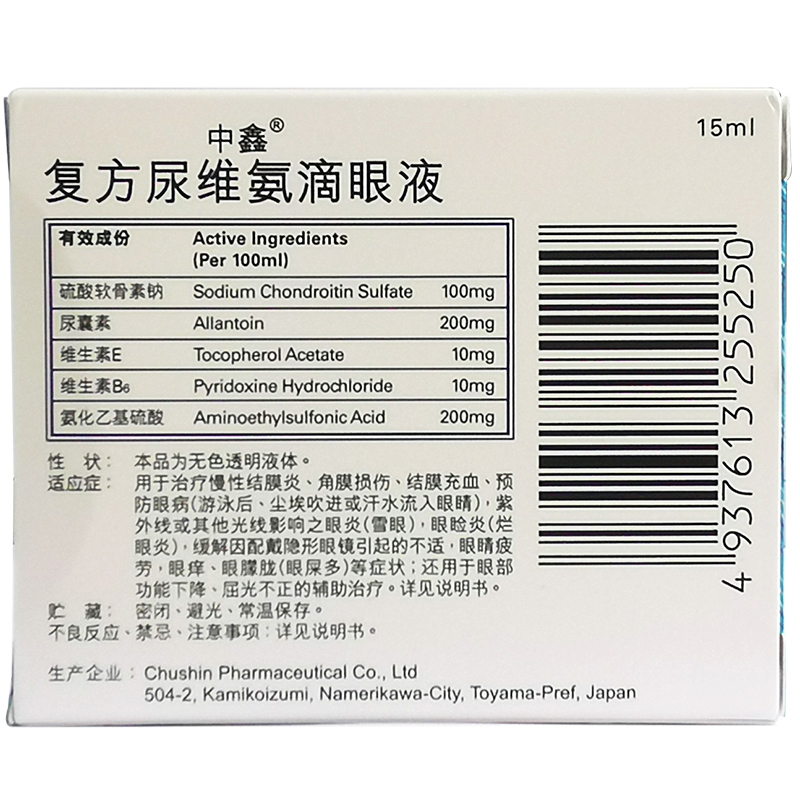 中鑫®
15ml
复方尿维氨滴眼液
有效成份 Active Ingredients
(Per 100ml)
硫酸软骨素钠 Sodium Chondroitin Sulfate 100mg
尿囊素 Allantoin 200mg
维生素E Tocopherol Acetate 10mg
维生素B₆ Pyridoxine Hydrochloride 10mg
氨化乙基硫酸 Aminoethylsulfonic Acid 200mg
4937613255250
性 状：本品为无色透明液体。
适应症：用于治疗慢性结膜炎、角膜损伤、结膜充血、预
防眼病(游泳后、尘埃吹进或汗水流入眼睛)，紫
外线或其他光线影响之眼炎(雪眼)，眼睑炎(烂
眼炎)，缓解因配戴隐形眼镜引起的不适，眼睛疲
劳，眼痒、眼朦胧(眼屎多)等症状；还用于眼部
功能下降、屈光不正的辅助治疗。详见说明书。
贮 藏：密闭、避光、常温保存。
不良反应、禁忌、注意事项：详见说明书。
生产企业：Chushin Pharmaceutical Co., Ltd
504-2, Kamikoizumi, Namerikawa-City, Toyama-Pref, Japan